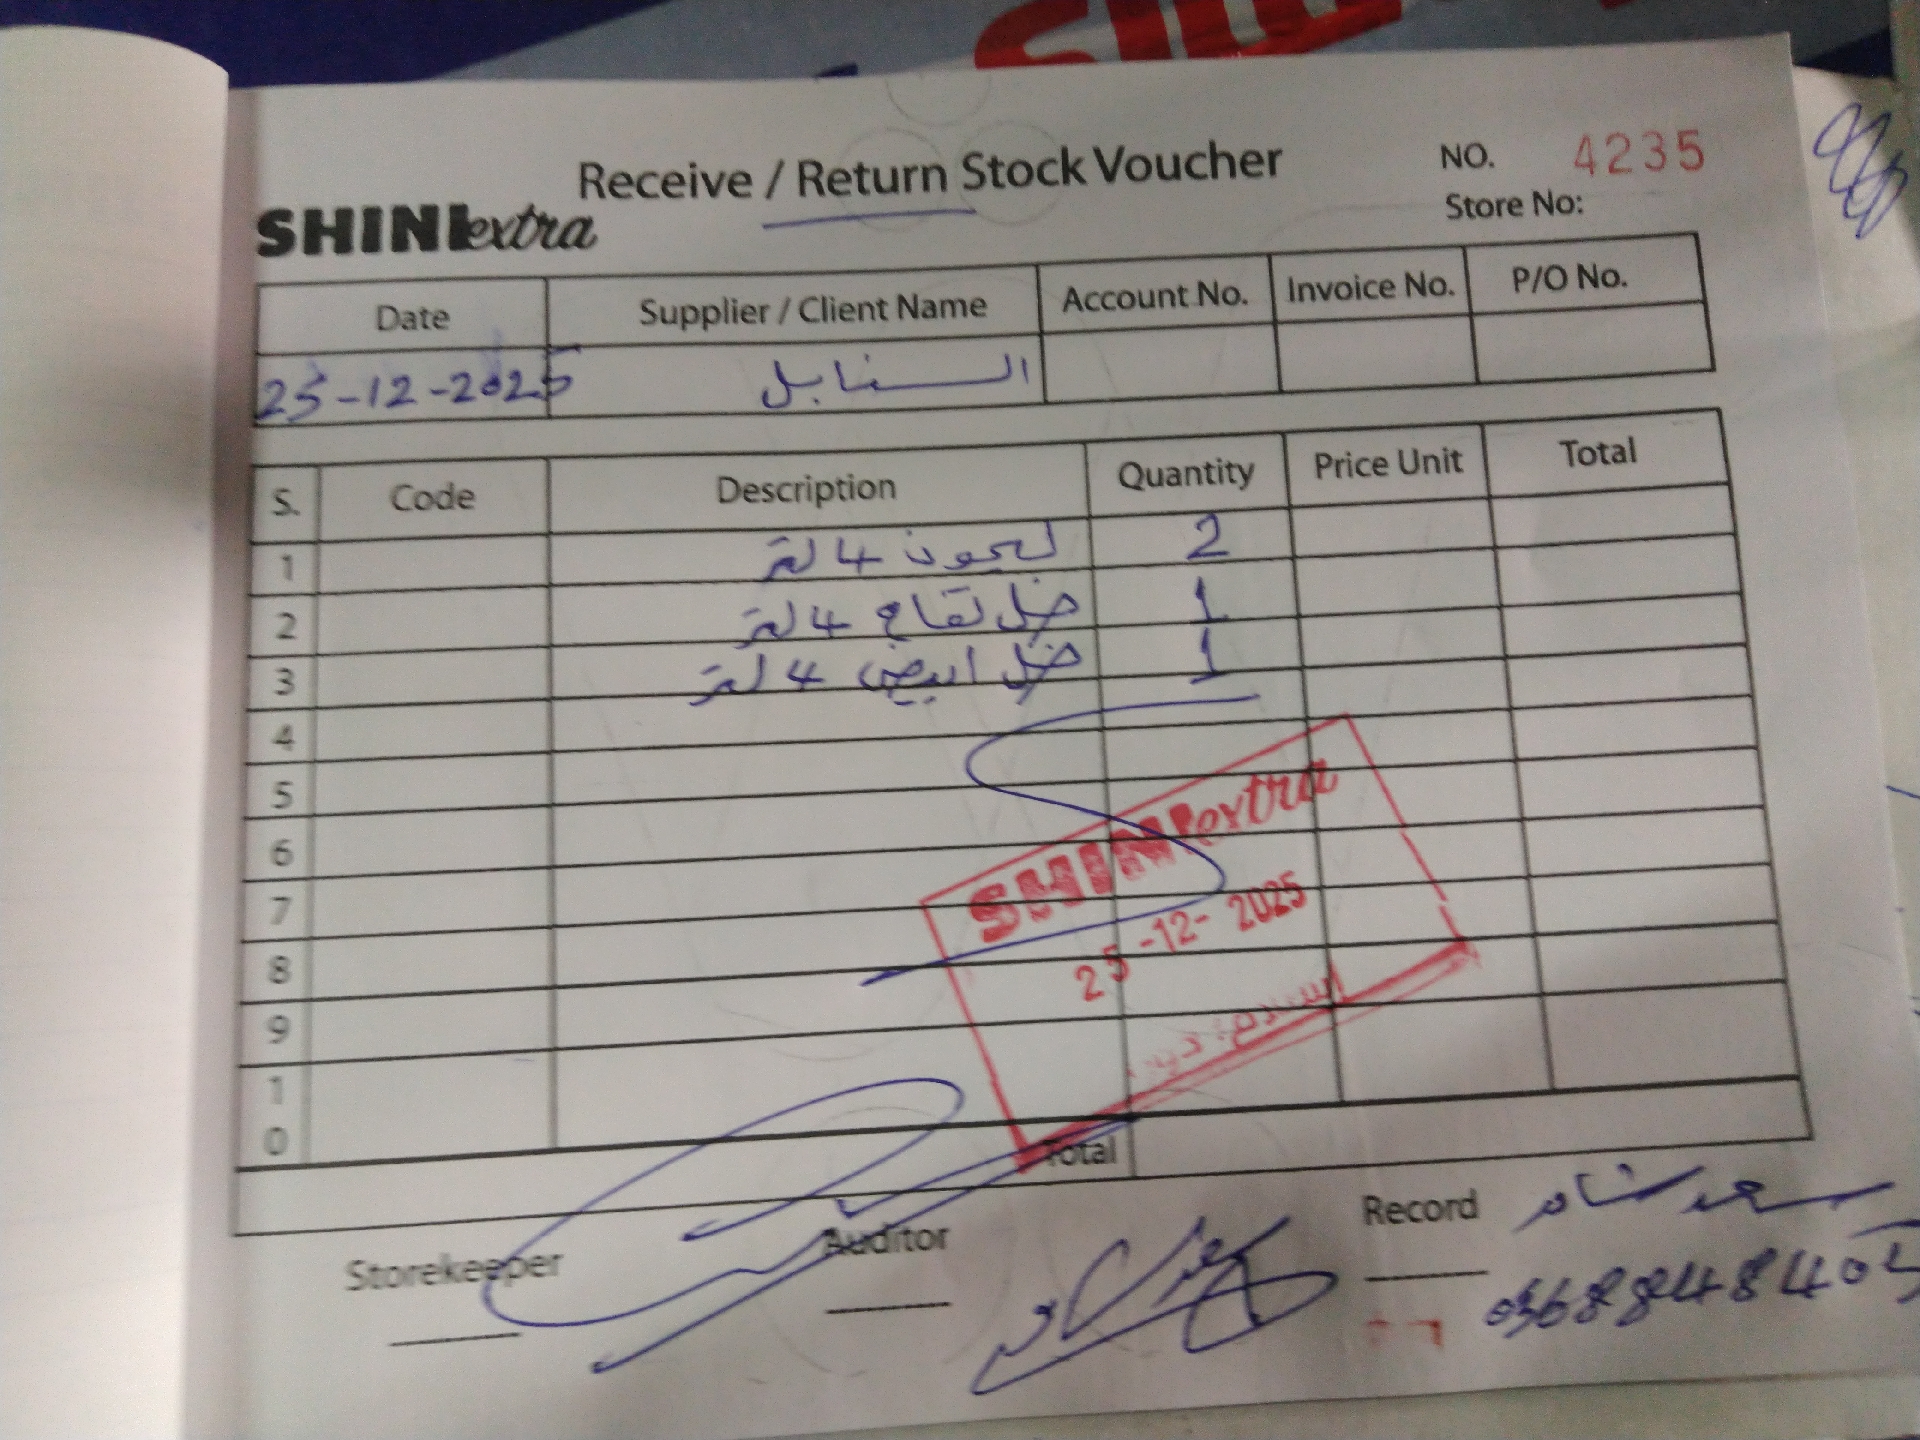 Receive / Return Stock Voucher
NO. 4235
Store No:
SHINIextra
Date Supplier / Client Name Account No. Invoice No. P/O No.
25-12-2025 السنابل
S. Code Description Quantity Price Unit Total
1 ليمون 4 لتر 2
2 خل تفاح 4 لتر 1
3 خل ابيض 4 لتر 1
4
5
6
7
8
9
10
SHINIextra
25-12-2025
Total
Storekeeper Auditor Record